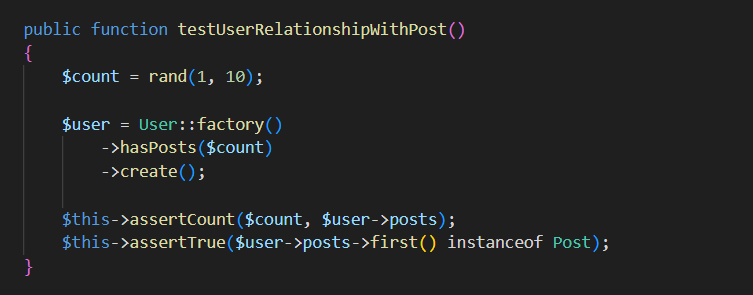 public function testUserRelationshipWithPost()
{
    $count = rand(1, 10);

    $user = User::factory()
        ->hasPosts($count)
        ->create();

    $this->assertCount($count, $user->posts);
    $this->assertTrue($user->posts->first() instanceof Post);
}